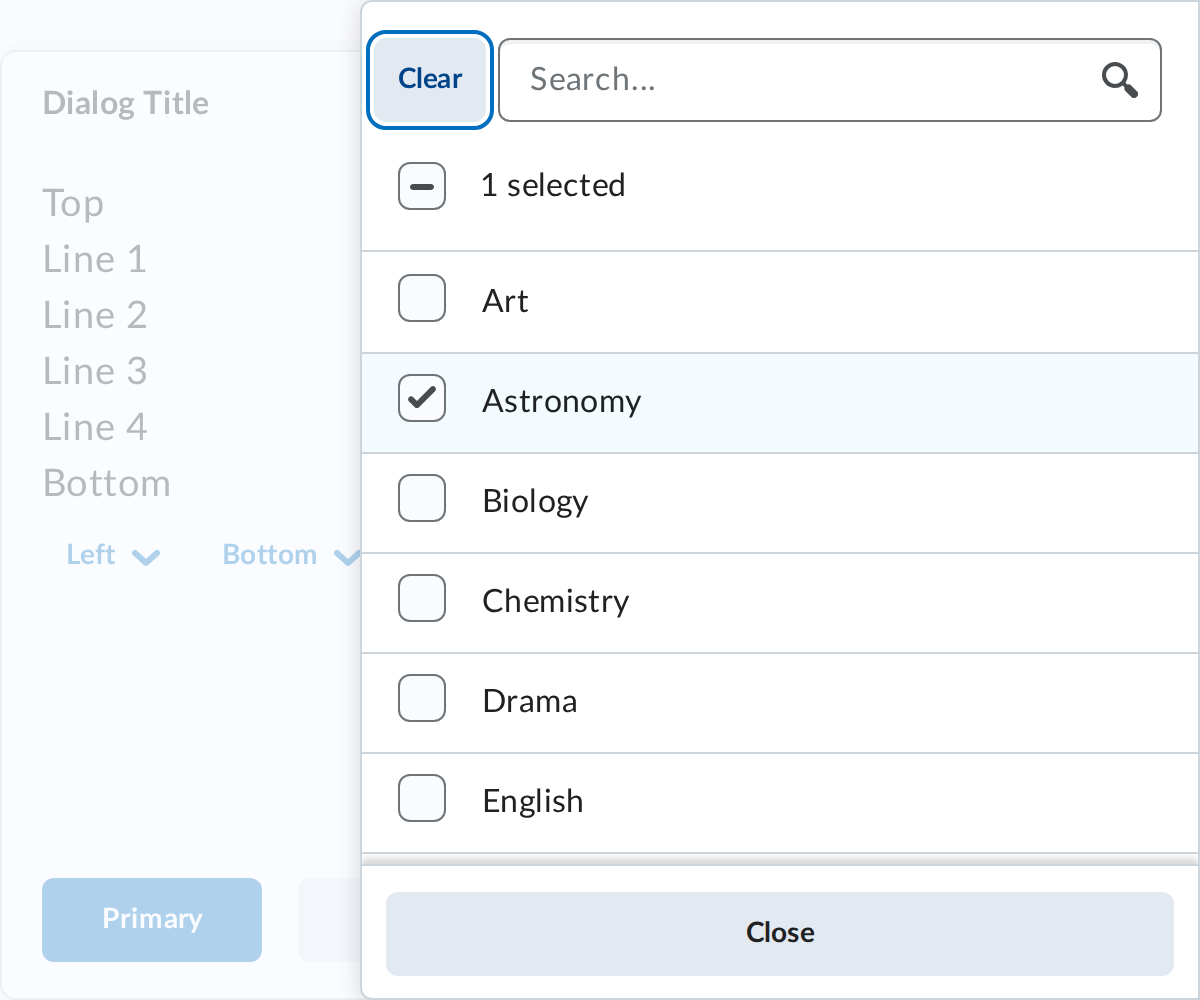 Dialog Title
Top
Line 1
Line 2
Line 3
Line 4
Bottom
Left Bottom
Primary
Clear Search...
1 selected
Art
Astronomy
Biology
Chemistry
Drama
English
Close